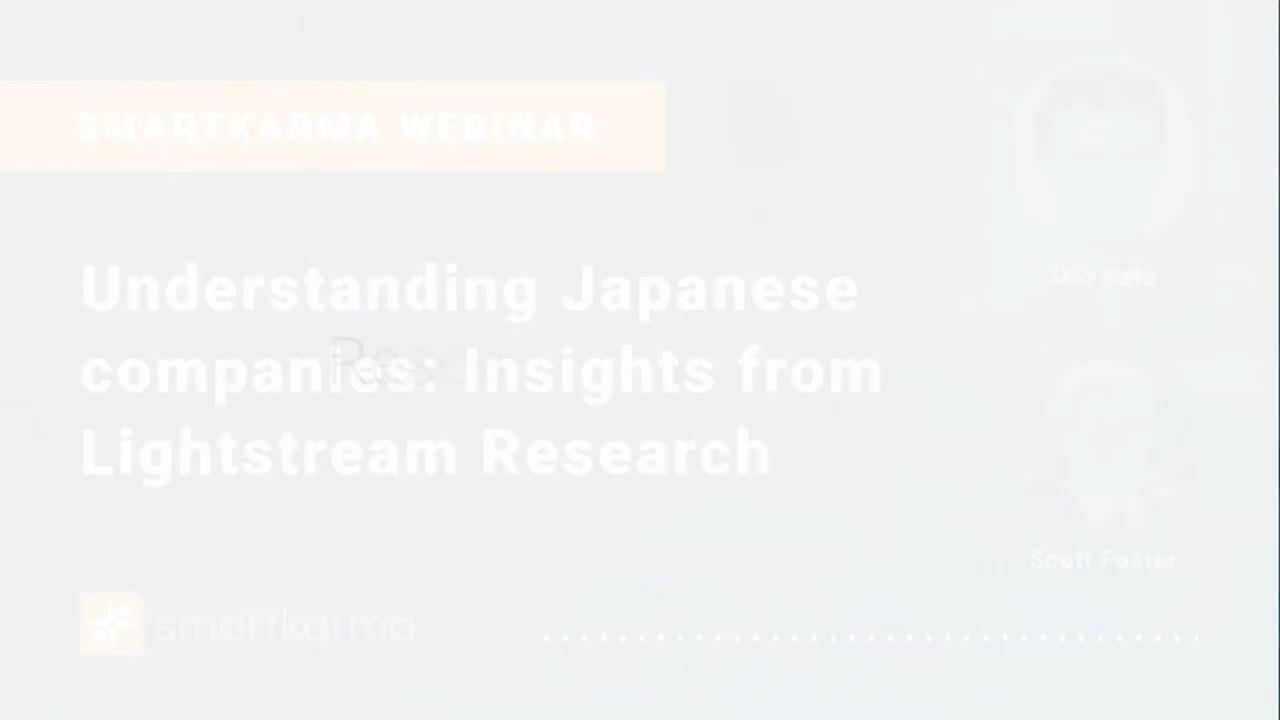 SMARTKARMA WEBINAR
Mio Kato
Understanding Japanese
companies: Insights from
Lightstream Research
Scott Foster
smartkarma